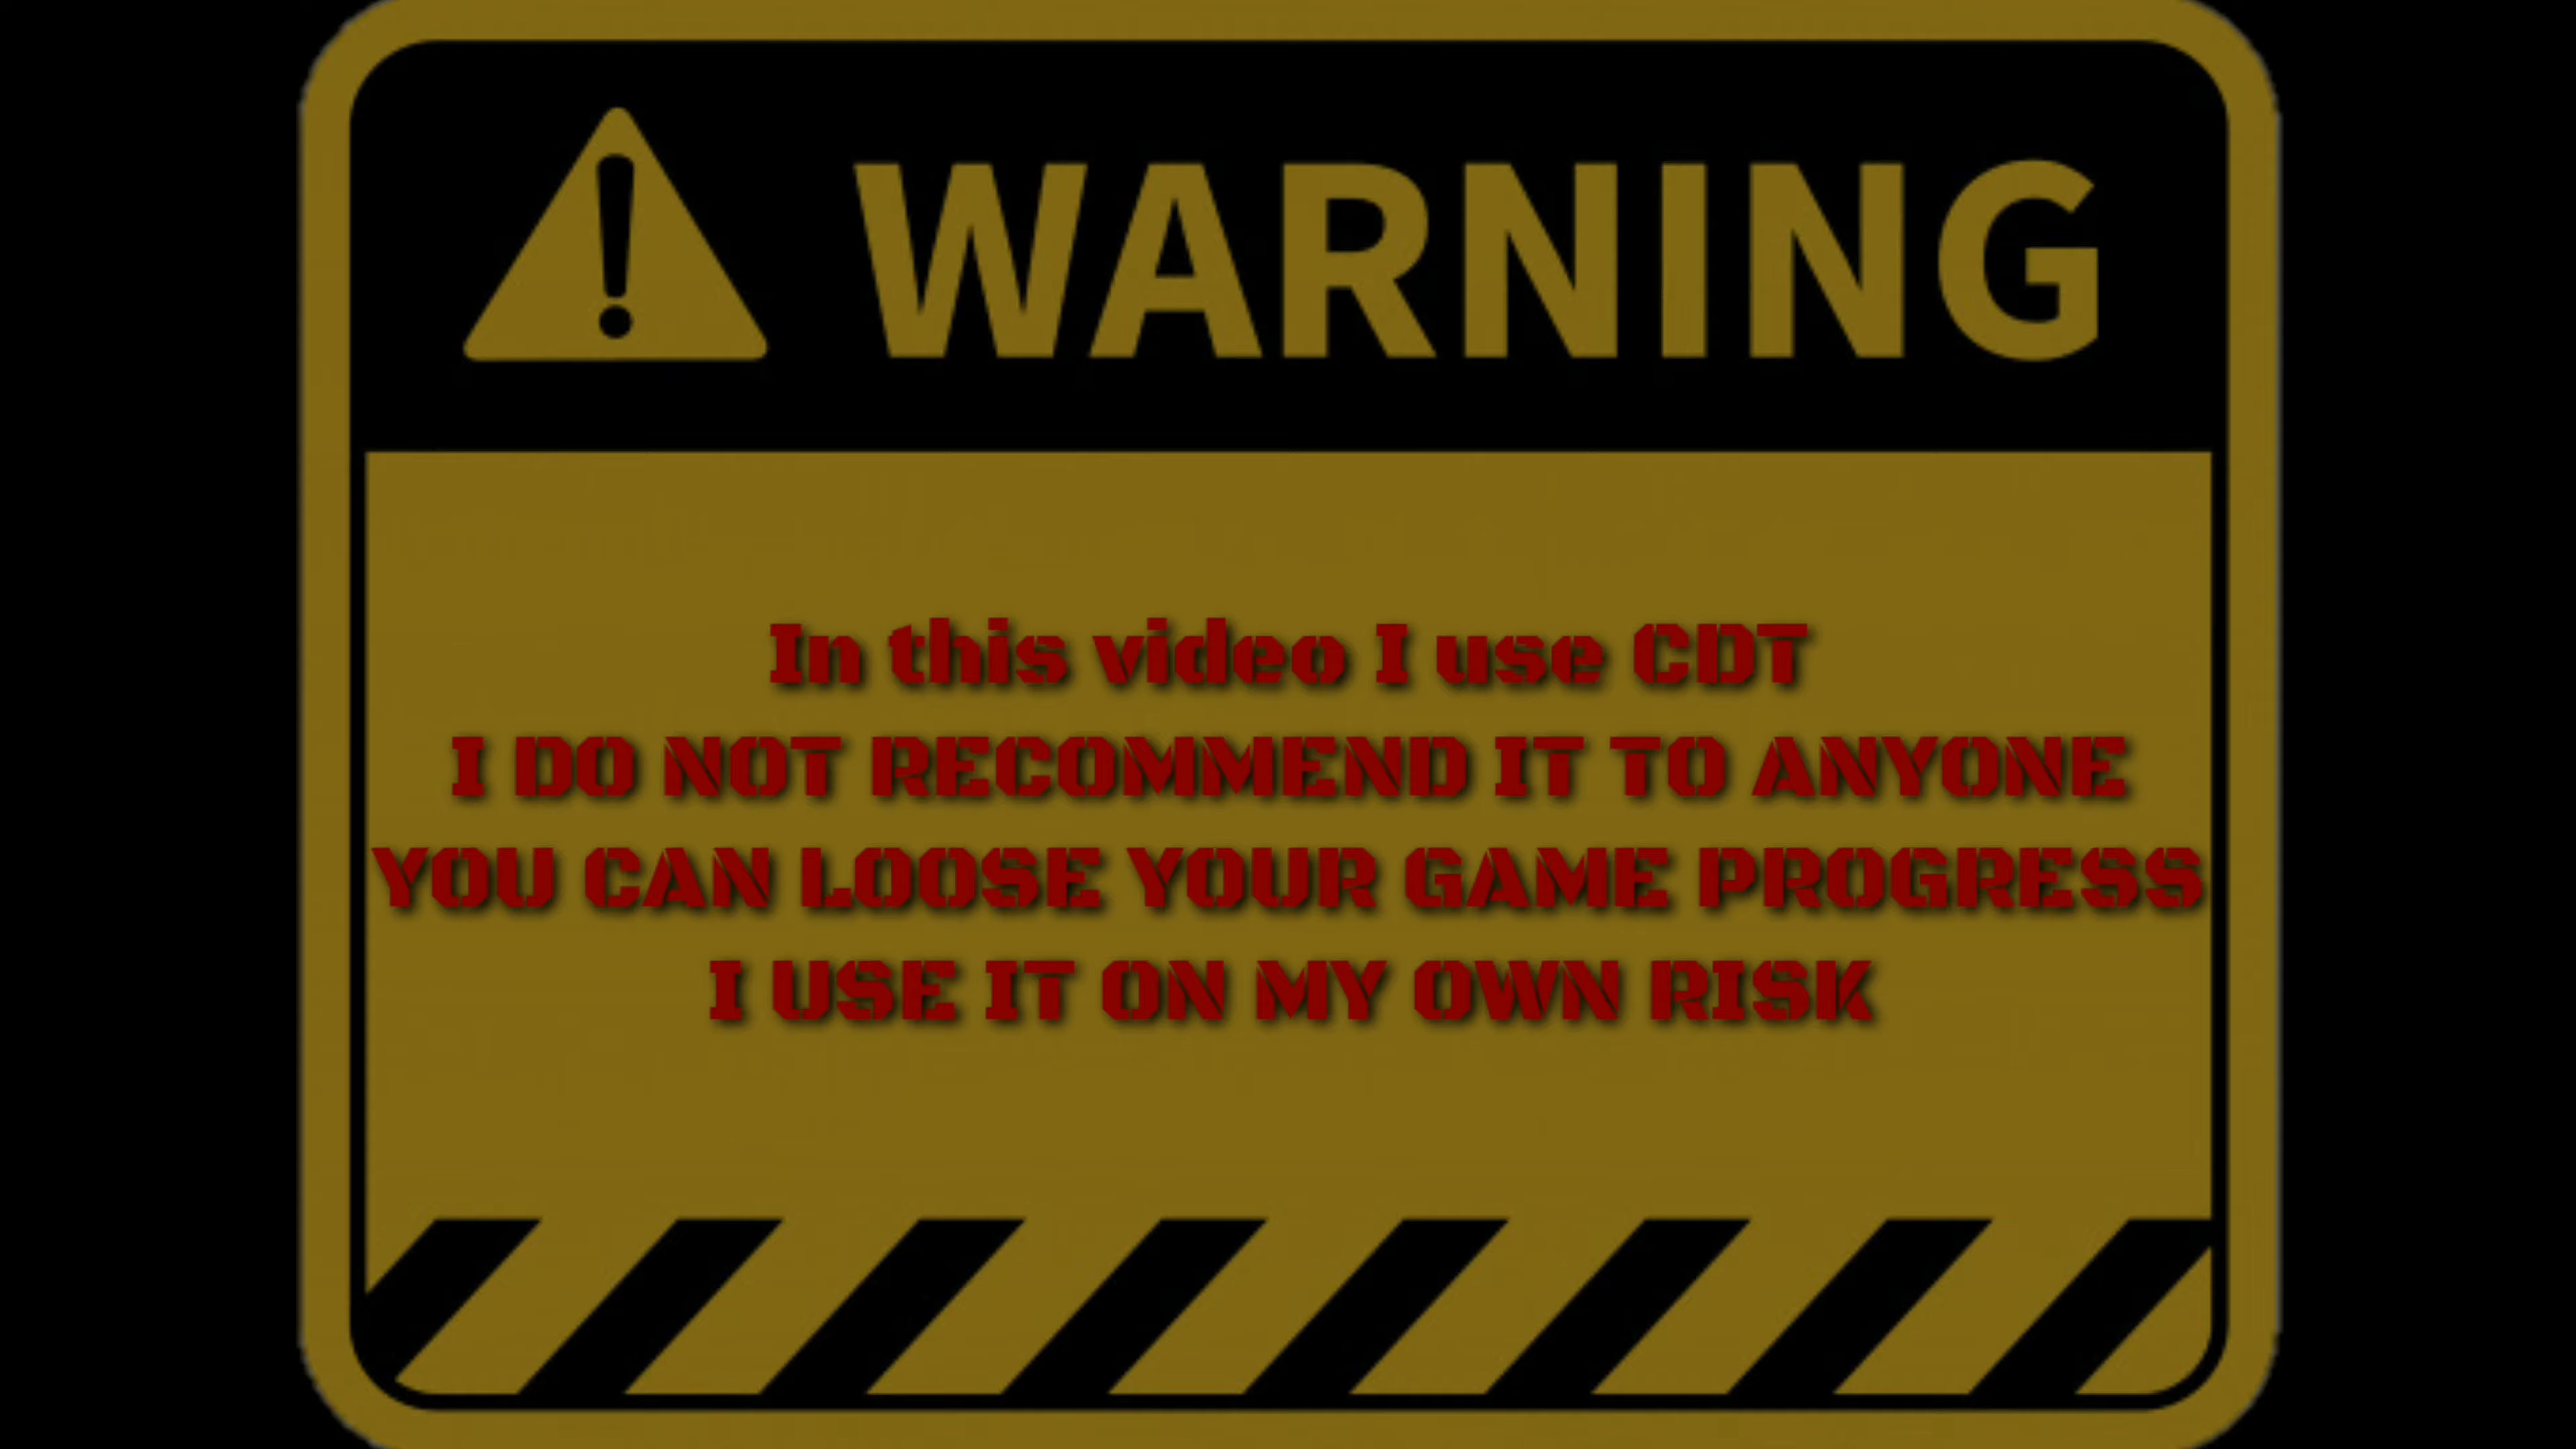 WARNING
In this video I use CDT
I DO NOT RECOMMEND IT TO ANYONE
YOU CAN LOOSE YOUR GAME PROGRESS
I USE IT ON MY OWN RISK